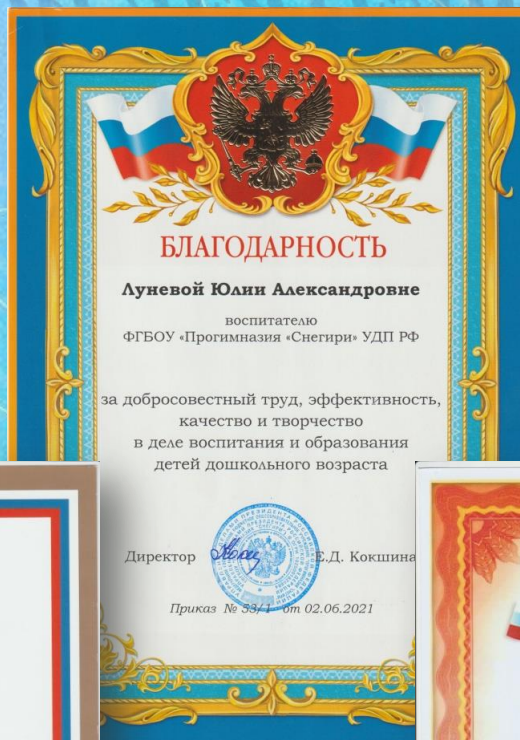 БЛАГОДАРНОСТЬ
Луневой Юлии Александровне
воспитателю
ФГБОУ «Прогимназия «Снегири» УДП РФ
за добросовестный труд, эффективность,
качество и творчество
в деле воспитания и образования
детей дошкольного возраста
Директор Е.Д. Кокшина
Приказ № 53/1 от 02.06.2021